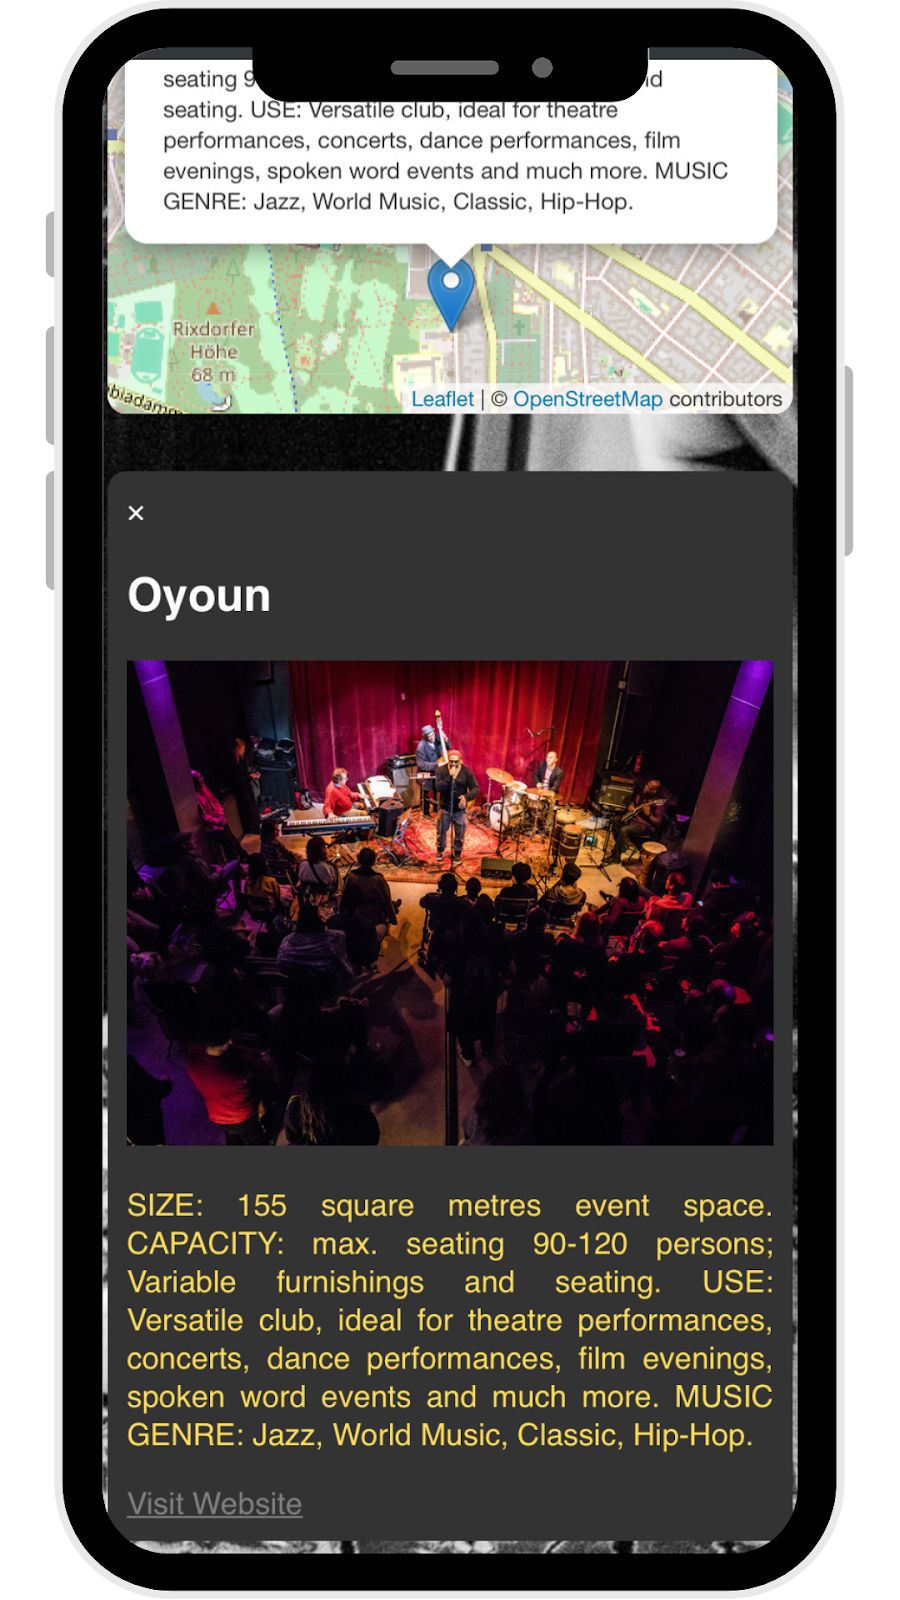 seating 9
seating. USE: Versatile club, ideal for theatre
performances, concerts, dance performances, film
evenings, spoken word events and much more. MUSIC
GENRE: Jazz, World Music, Classic, Hip-Hop.
Rixdorfer
Höhe
68 m
Leaflet | © OpenStreetMap contributors
×
Oyoun
SIZE: 155 square metres event space.
CAPACITY: max. seating 90-120 persons;
Variable furnishings and seating. USE:
Versatile club, ideal for theatre performances,
concerts, dance performances, film evenings,
spoken word events and much more. MUSIC
GENRE: Jazz, World Music, Classic, Hip-Hop.
Visit Website